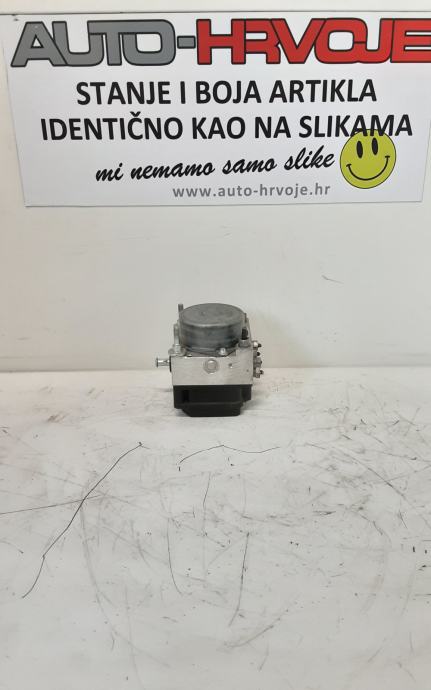 AUTO-HRVOJE
STANJE I BOJA ARTIKLA
IDENTIČNO KAO NA SLIKAMA
mi nemamo samo slike
www.auto-hrvoje.hr